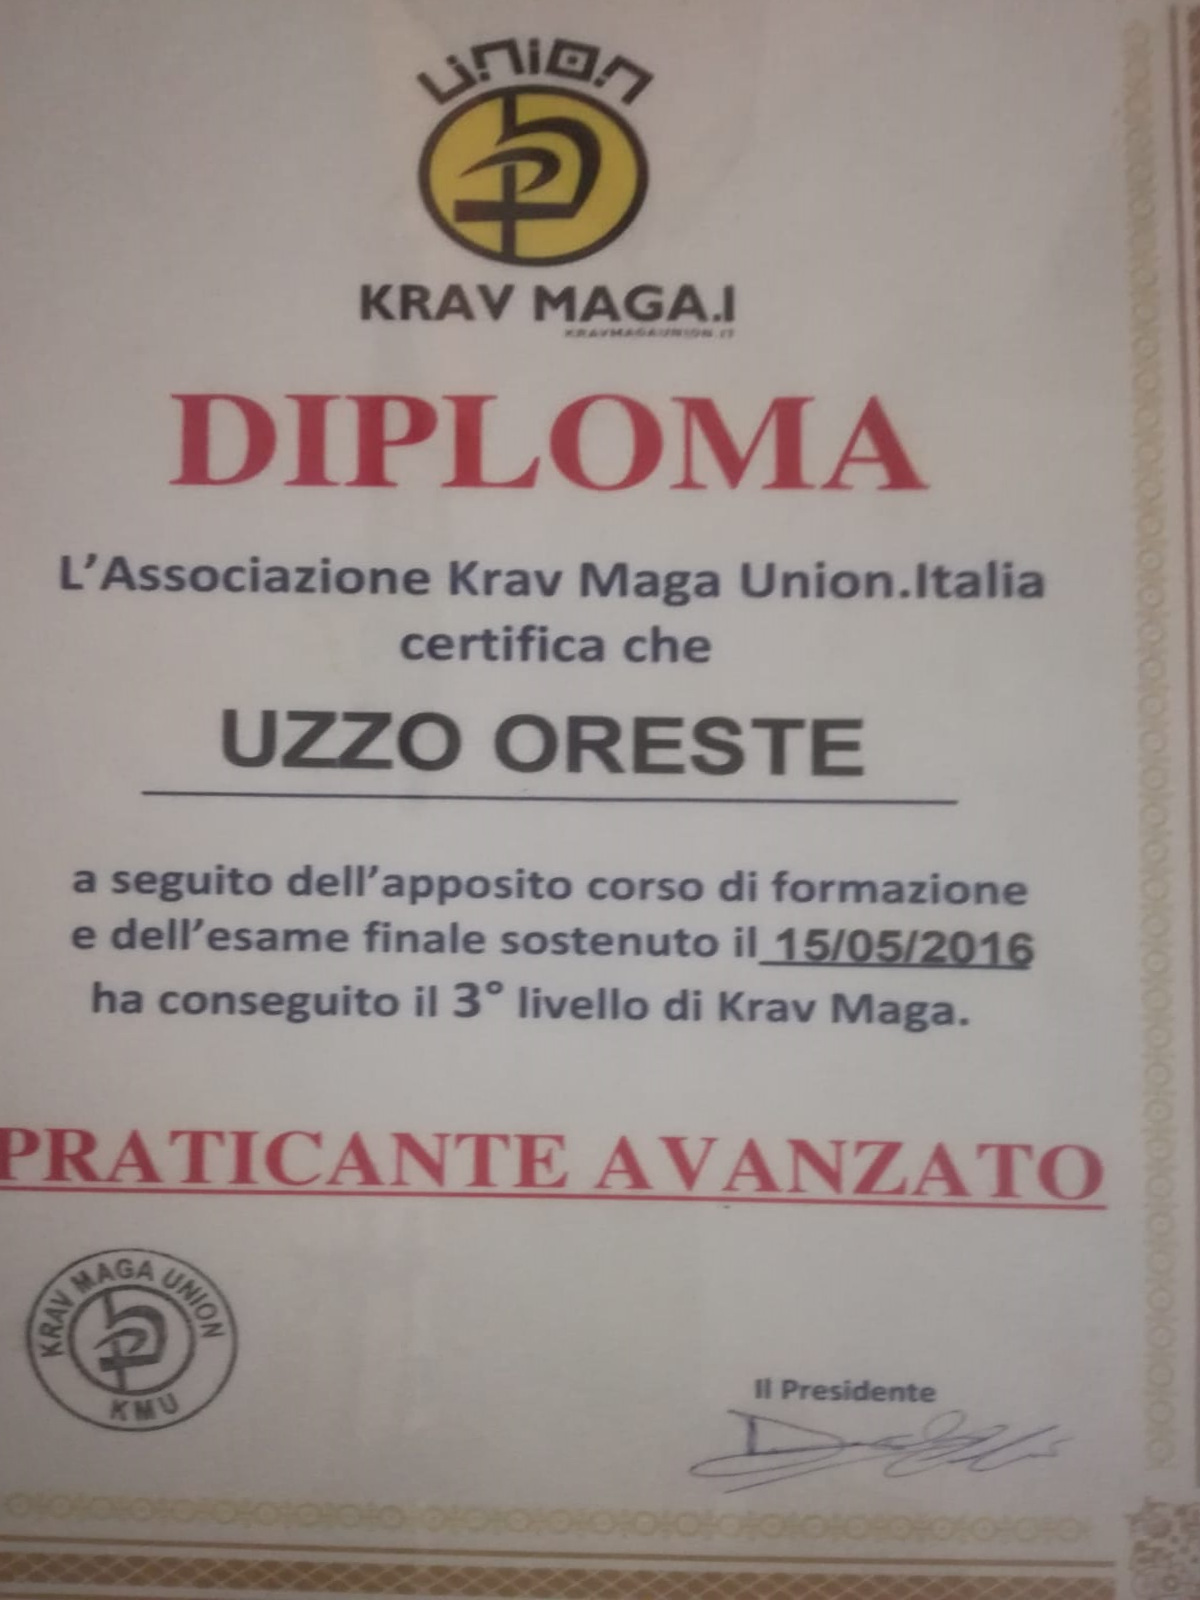 union
KRAV MAGA.I
KRAVMAGAUNION.IT
DIPLOMA
L'Associazione Krav Maga Union.Italia
certifica che
UZZO ORESTE
a seguito dell'apposito corso di formazione
e dell'esame finale sostenuto il 15/05/2016
ha conseguito il 3° livello di Krav Maga.
PRATICANTE AVANZATO
KRAV MAGA UNION
KMU
Il Presidente